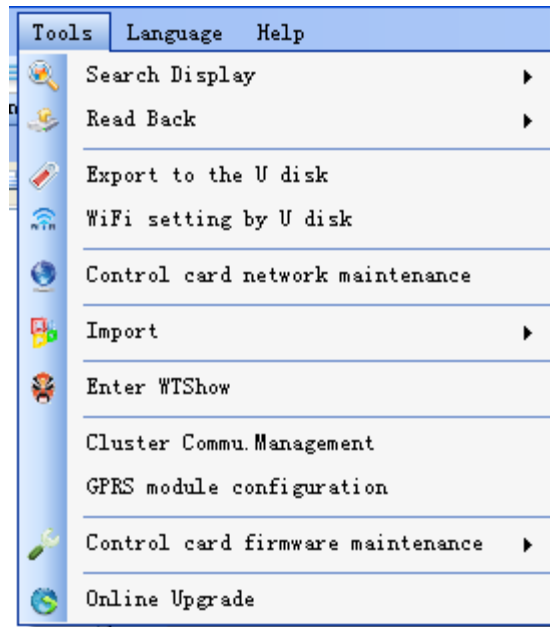 Tools Language Help
Search Display
Read Back
Export to the U disk
WiFi setting by U disk
Control card network maintenance
Import
Enter WTShow
Cluster Commu.Management
GPRS module configuration
Control card firmware maintenance
Online Upgrade